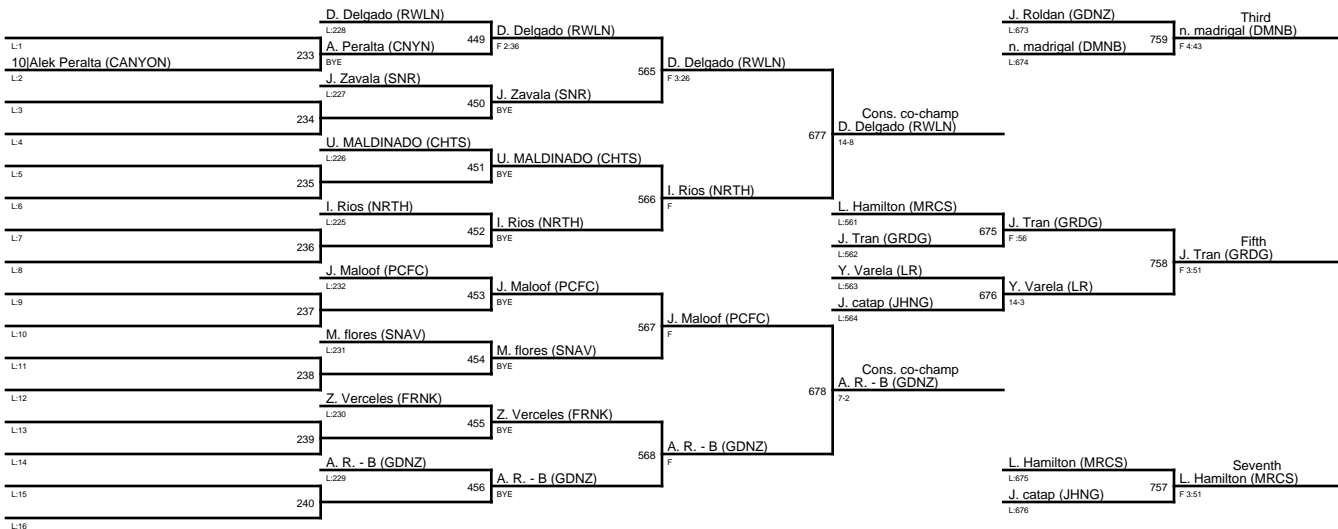 L:1
10|Alek Peralta (CANYON)
L:2
L:3
L:4
L:5
L:6
L:7
L:8
L:9
L:10
L:11
L:12
L:13
L:14
L:15
L:16
233
234
235
236
237
238
239
240
D. Delgado (RWLN)
L:228
A. Peralta (CNYN)
BYE
J. Zavala (SNR)
L:227
U. MALDINADO (CHTS)
L:226
I. Rios (NRTH)
L:225
J. Maloof (PCFC)
L:232
M. flores (SNAV)
L:231
Z. Verceles (FRNK)
L:230
A. R. - B (GDNZ)
L:229
449
450
451
452
453
454
455
456
D. Delgado (RWLN)
F 2:36
J. Zavala (SNR)
BYE
U. MALDINADO (CHTS)
BYE
I. Rios (NRTH)
BYE
J. Maloof (PCFC)
BYE
M. flores (SNAV)
BYE
Z. Verceles (FRNK)
BYE
A. R. - B (GDNZ)
BYE
565
566
567
568
D. Delgado (RWLN)
F 3:26
I. Rios (NRTH)
F
J. Maloof (PCFC)
F
A. R. - B (GDNZ)
F
677
678
Cons. co-champ
D. Delgado (RWLN)
14-8
L. Hamilton (MRCS)
L:561
J. Tran (GRDG)
L:562
Y. Varela (LR)
L:563
J. catap (JHNG)
L:564
Cons. co-champ
A. R. - B (GDNZ)
7-2
675
676
J. Roldan (GDNZ)
L:673
n. madrigal (DMNB)
L:674
759
Third
n. madrigal (DMNB)
F 4:43
J. Tran (GRDG)
F :56
Y. Varela (LR)
14-3
758
Fifth
J. Tran (GRDG)
F 3:51
L. Hamilton (MRCS)
L:675
J. catap (JHNG)
L:676
757
Seventh
L. Hamilton (MRCS)
F 3:51